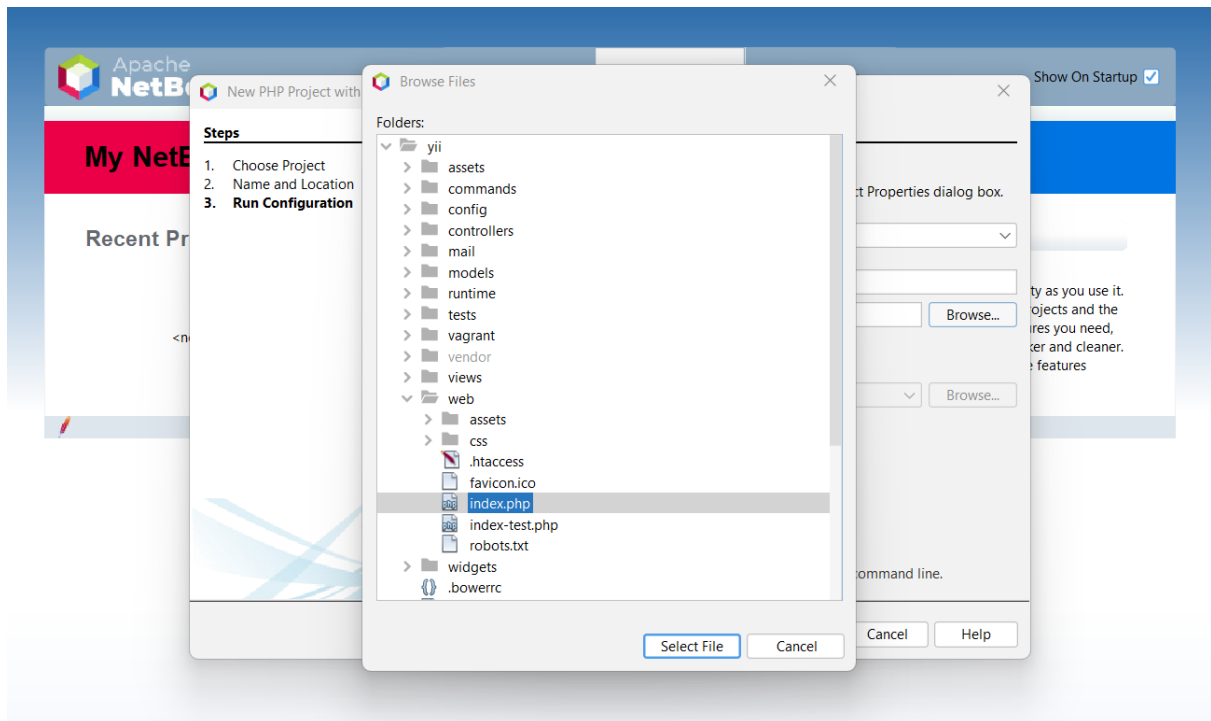 Apache
NetB
Show On Startup
My NetB
Recent Pr
<n
New PHP Project with
Steps
1. Choose Project
2. Name and Location
3. Run Configuration
Browse Files
Folders:
yii
assets
commands
config
controllers
mail
models
runtime
tests
vagrant
vendor
views
web
assets
css
.htaccess
favicon.ico
index.php
index-test.php
robots.txt
widgets
.bowerrc
Select File
Cancel
ct Properties dialog box.
Browse...
Browse...
command line.
Cancel
Help
ty as you use it.
ojects and the
res you need,
ker and cleaner.
features